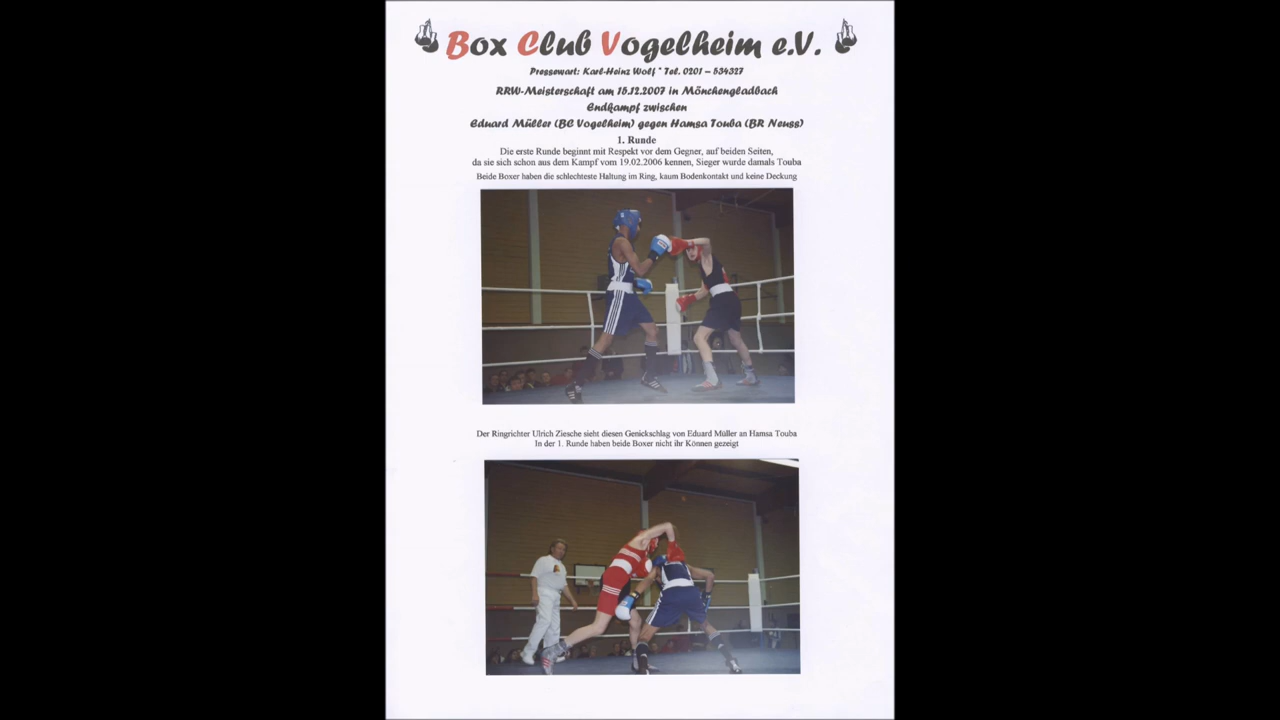 Box Club Vogelheim e.V.
Pressewart: Karl-Heinz Wolf * Tel. 0201 – 534327
RRW-Meisterschaft am 15.12.2007 in Mönchengladbach
Endkampf zwischen
Eduard Müller (BC Vogelheim) gegen Hamsa Touba (BR Neuss)
1. Runde
Die erste Runde beginnt mit Respekt vor dem Gegner, auf beiden Seiten,
da sie sich schon aus dem Kampf vom 19.02.2006 kennen, Sieger wurde damals Touba
Beide Boxer haben die schlechteste Haltung im Ring, kaum Bodenkontakt und keine Deckung
Der Ringrichter Ulrich Ziesche sieht diesen Genickschlag von Eduard Müller an Hamsa Touba
In der 1. Runde haben beide Boxer nicht ihr Können gezeigt